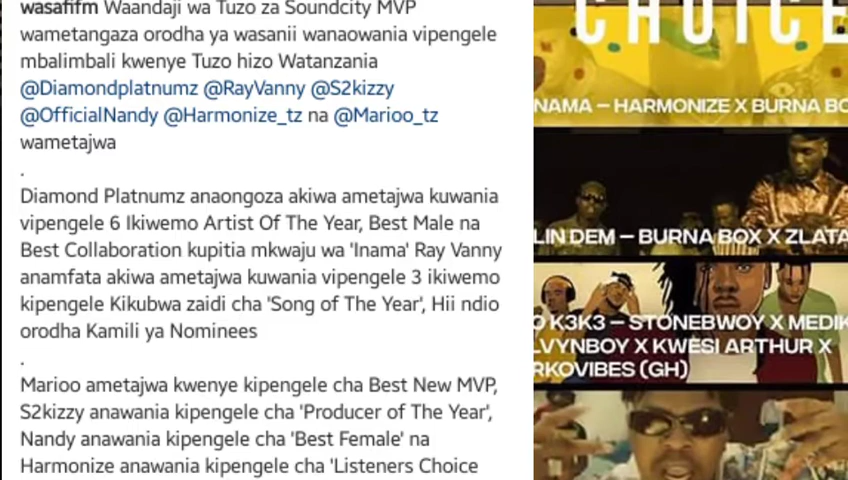 wasafifm Waandaji wa Tuzo za Soundcity MVP
wametangaza orodha ya wasanii wanaowania vipengele
mbalimbali kwenye Tuzo hizo Watanzania
@Diamondplatnumz @RayVanny @S2kizzy
@OfficialNandy @Harmonize_tz na @Marioo_tz
wametajwa
.
Diamond Platnumz anaongoza akiwa ametajwa kuwania
vipengele 6 Ikiwemo Artist Of The Year, Best Male na
Best Collaboration kupitia mkwaju wa 'Inama' Ray Vanny
anamfata akiwa ametajwa kuwania vipengele 3 ikiwemo
kipengele Kikubwa zaidi cha 'Song of The Year', Hii ndio
orodha Kamili ya Nominees
.
Marioo ametajwa kwenye kipengele cha Best New MVP,
S2kizzy anawania kipengele cha 'Producer of The Year',
Nandy anawania kipengele cha 'Best Female' na
Harmonize anawania kipengele cha 'Listeners Choice
CHOICE
NAMA – HARMONIZE X BURNA BO
LIN DEM – BURNA BOX X ZLATA
O K3K3 – STONEBWOY X MEDIK
LVYNBOY X KWESI ARTHUR X
RKOVIBES (GH)